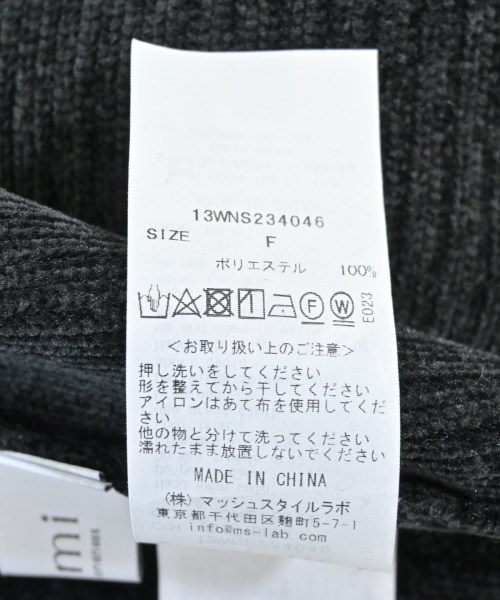 13WNS234046
SIZE F
ポリエステル 100%
F W E023
<お取り扱い上のご注意>
押し洗いをしてください
形を整えてから干してください
アイロンはあて布を使用してくだ
さい
他の物と分けて洗ってください
濡れたまま放置しないでください
MADE IN CHINA
(株) マッシュスタイルラボ
東京都千代田区麹町5-7-1
info@ms-lab.com
mi